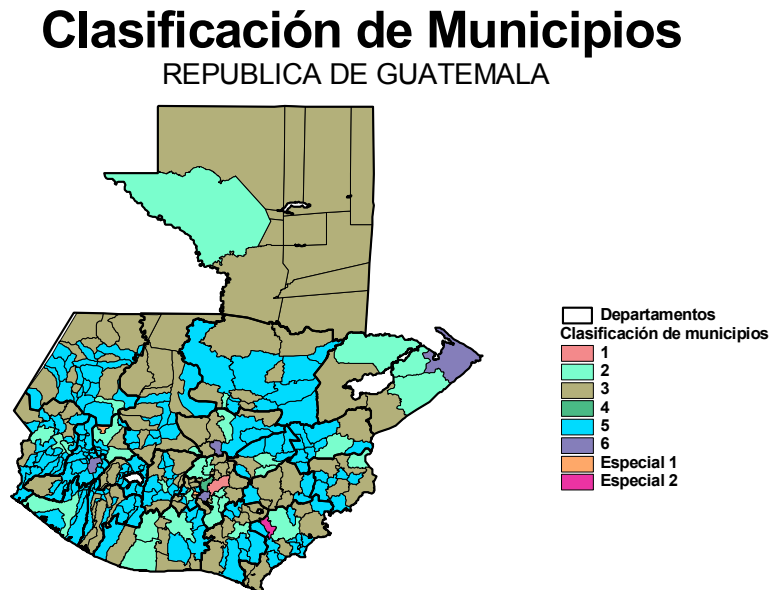 Clasificación de Municipios
REPUBLICA DE GUATEMALA
Departamentos
Clasificación de municipios
1
2
3
4
5
6
Especial 1
Especial 2